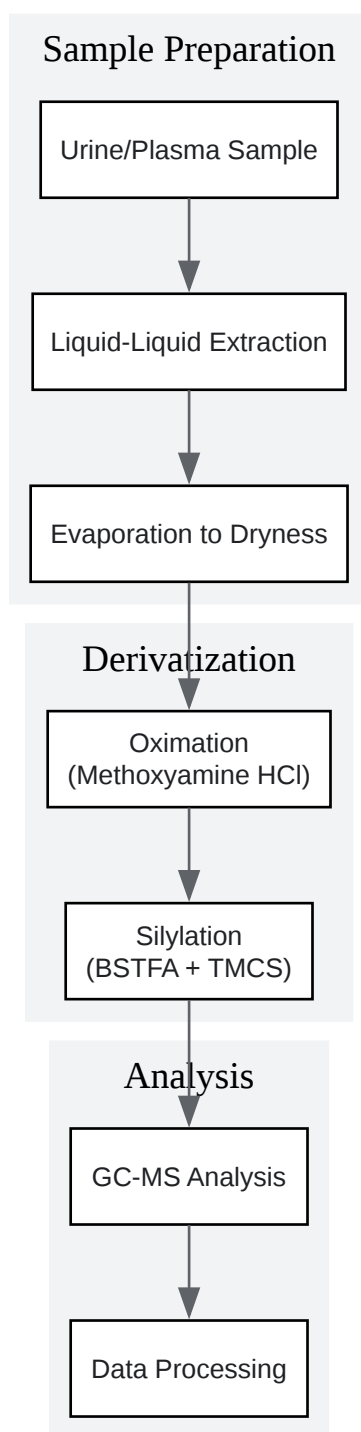 Sample Preparation
Urine/Plasma Sample
Liquid-Liquid Extraction
Evaporation to Dryness
Derivatization
Oximation
(Methoxyamine HCl)
Silylation
(BSTFA + TMCS)
Analysis
GC-MS Analysis
Data Processing